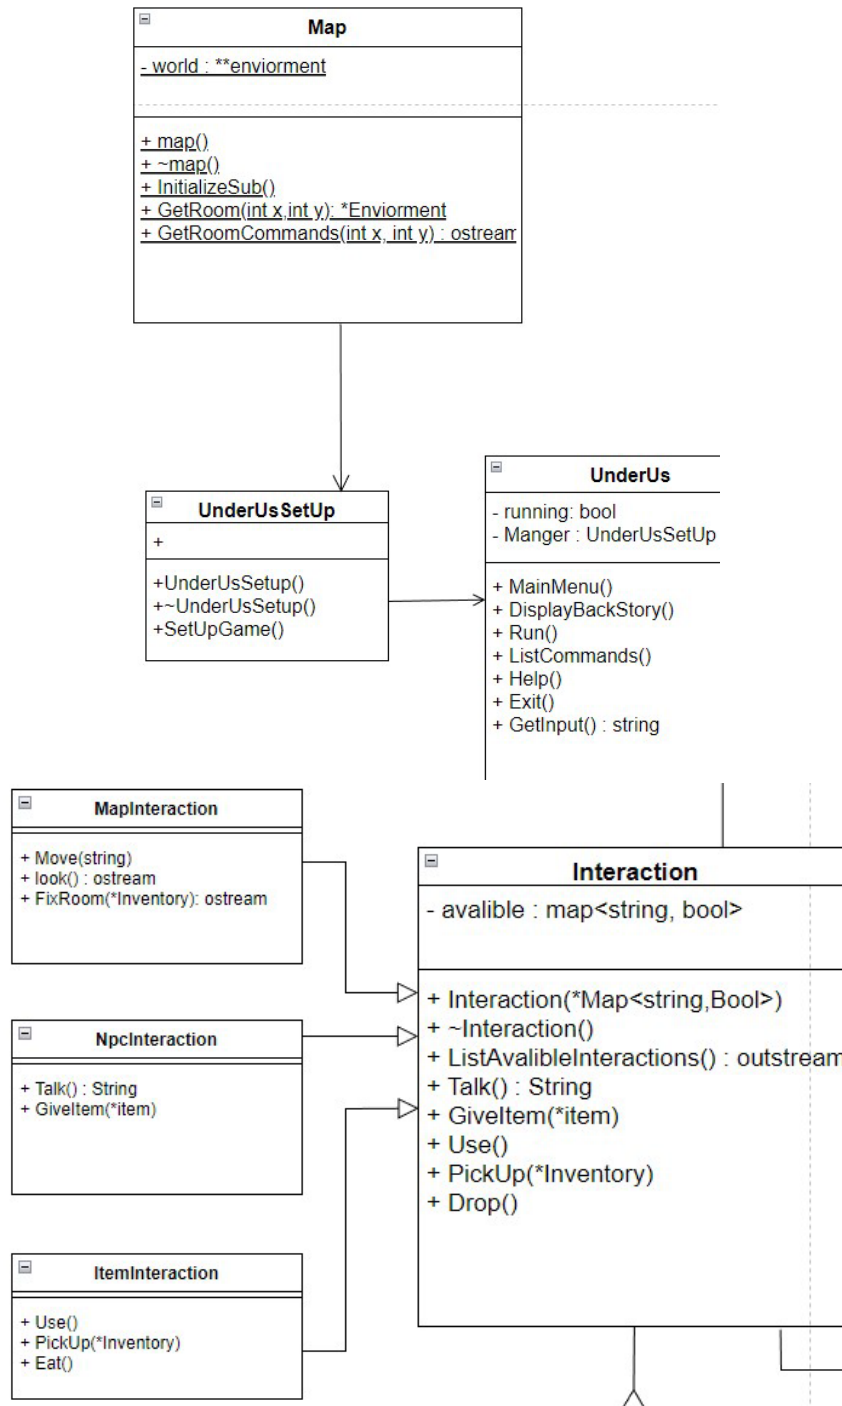 Map
- world : **enviorment
+ map()
+ ~map()
+ InitializeSub()
+ GetRoom(int x,int y): *Enviorment
+ GetRoomCommands(int x, int y) : ostream
UnderUsSetUp
+
+UnderUsSetup()
+~UnderUsSetup()
+SetUpGame()
UnderUs
- running: bool
- Manger : UnderUsSetUp
+ MainMenu()
+ DisplayBackStory()
+ Run()
+ ListCommands()
+ Help()
+ Exit()
+ GetInput() : string
MapInteraction
+ Move(string)
+ look() : ostream
+ FixRoom(*Inventory): ostream
NpcInteraction
+ Talk() : String
+ GiveItem(*item)
ItemInteraction
+ Use()
+ PickUp(*Inventory)
+ Eat()
Interaction
- avalible : map<string, bool>
+ Interaction(*Map<string,Bool>)
+ ~Interaction()
+ ListAvalibleInteractions() : outstream
+ Talk() : String
+ GiveItem(*item)
+ Use()
+ PickUp(*Inventory)
+ Drop()